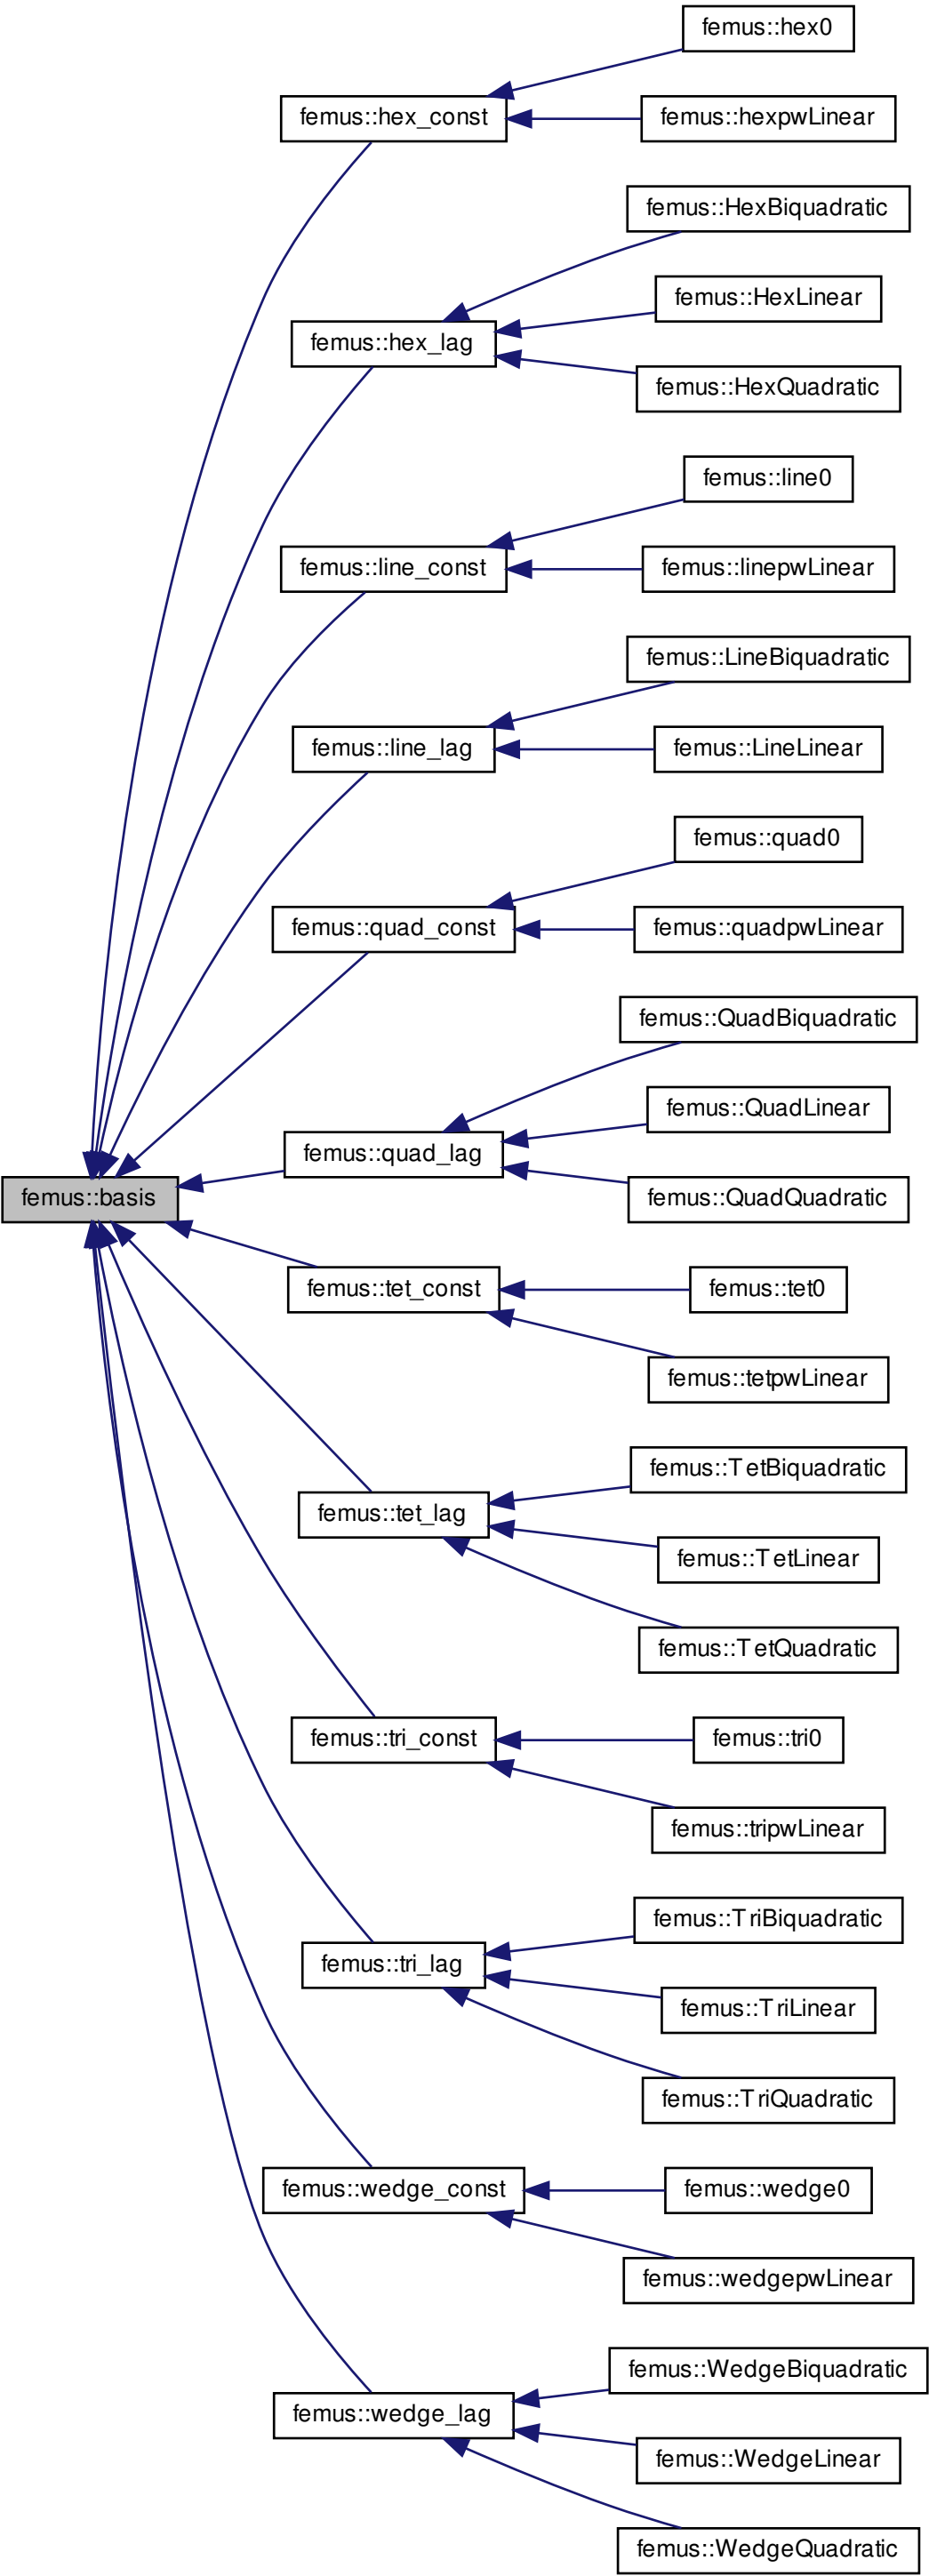 femus::hex0
femus::hex_const
femus::hexpwLinear
femus::HexBiquadratic
femus::HexLinear
femus::hex_lag
femus::HexQuadratic
femus::line0
femus::line_const
femus::linepwLinear
femus::LineBiquadratic
femus::line_lag
femus::LineLinear
femus::quad0
femus::quad_const
femus::quadpwLinear
femus::QuadBiquadratic
femus::QuadLinear
femus::quad_lag
femus::basis
femus::QuadQuadratic
femus::tet_const
femus::tet0
femus::tetpwLinear
femus::TetBiquadratic
femus::tet_lag
femus::TetLinear
femus::TetQuadratic
femus::tri_const
femus::tri0
femus::tripwLinear
femus::TriBiquadratic
femus::tri_lag
femus::TriLinear
femus::TriQuadratic
femus::wedge_const
femus::wedge0
femus::wedgepwLinear
femus::WedgeBiquadratic
femus::wedge_lag
femus::WedgeLinear
femus::WedgeQuadratic